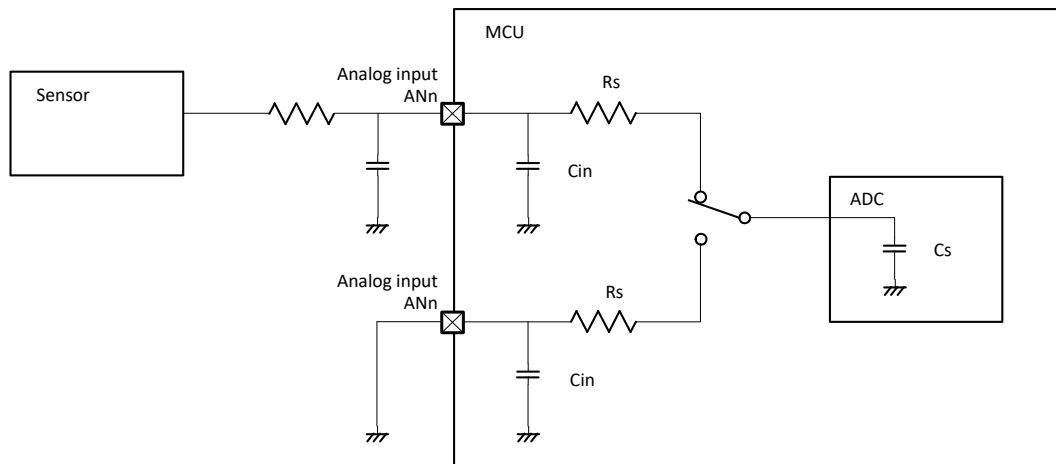 MCU
Sensor
Analog input
ANn
Rs
Cin
ADC
Cs
Analog input
ANn
Rs
Cin